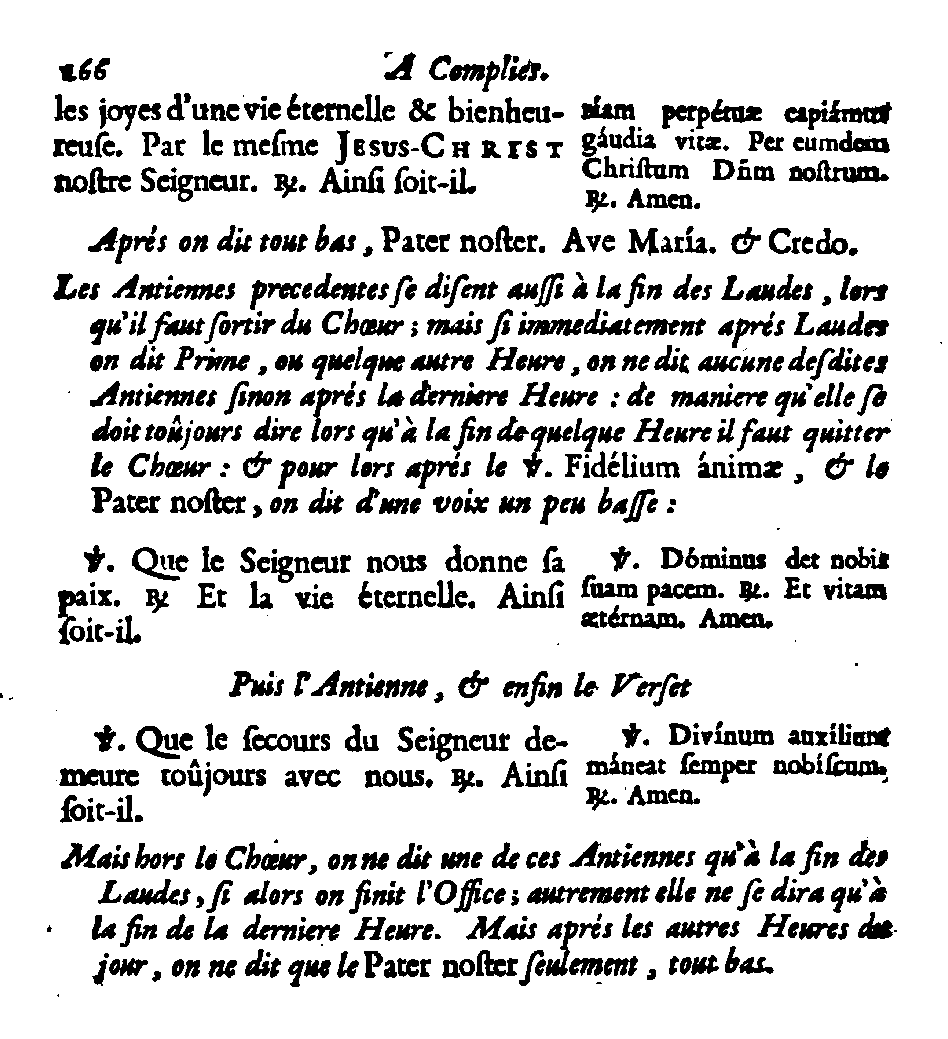 166 A Complies.
les joyes d'une vie éternelle & bienheu-
reuſe. Par le meſme JESUS-CHRIST
noſtre Seigneur. ℟. Ainſi ſoit-il.
niam perpétuæ capiámus
gáudia vitæ. Per eumdem
Chriſtum Dñm noſtrum.
℟. Amen.
Aprés on dit tout bas, Pater noſter. Ave María. & Credo.
Les Antiennes precedentes ſe diſent auſſi à la fin des Laudes, lors
qu'il faut ſortir du Chœur ; mais ſi immediatement aprés Laudes
on dit Prime, ou quelque autre Heure, on ne dit aucune deſdites
Antiennes ſinon aprés la derniere Heure : de maniere qu'elle ſe
doit toûjours dire lors qu'à la fin de quelque Heure il faut quitter
le Chœur : & pour lors aprés le ℣. Fidélium ánimæ, & le
Pater noſter, on dit d'une voix un peu baſſe :
℣. Que le Seigneur nous donne ſa
paix. ℟ Et la vie éternelle. Ainſi
ſoit-il.
℣. Dóminus det nobis
ſuam pacem. ℟. Et vitam
ætérnam. Amen.
Puis l'Antienne, & enfin le Verſet
℣. Que le ſecours du Seigneur de-
meure toûjours avec nous. ℟. Ainſi
ſoit-il.
℣. Divínum auxílium
máneat ſemper nobíſcum.
℟. Amen.
Mais hors le Chœur, on ne dit une de ces Antiennes qu'à la fin des
Laudes, ſi alors on finit l'Office ; autrement elle ne ſe dira qu'à
la fin de la derniere Heure. Mais aprés les autres Heures du
jour, on ne dit que le Pater noſter ſeulement, tout bas.